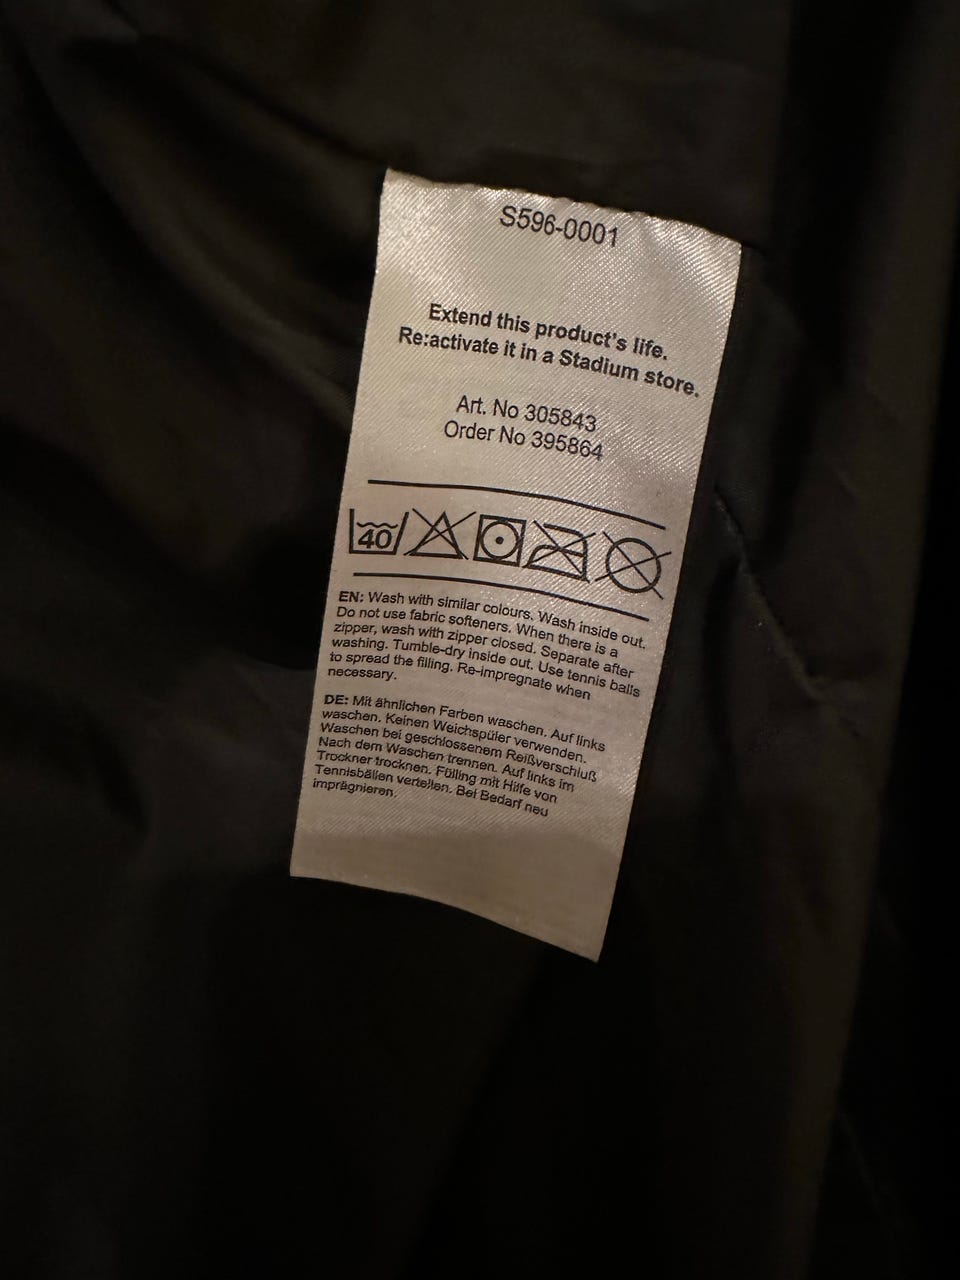 S596-0001
Extend this product's life.
Re:activate it in a Stadium store.
Art. No 305843
Order No 395864
40
EN: Wash with similar colours. Wash inside out.
Do not use fabric softeners. When there is a
zipper, wash with zipper closed. Separate after
washing. Tumble-dry inside out. Use tennis balls
to spread the filling. Re-impregnate when
necessary.
DE: Mit ähnlichen Farben waschen. Auf links
waschen. Keinen Weichspüler verwenden.
Waschen bei geschlossenem Reißverschluß
Nach dem Waschen trennen. Auf links im
Trockner trocknen. Fülling mit Hilfe von
Tennisbällen verteilen. Bei Bedarf neu
imprägnieren.